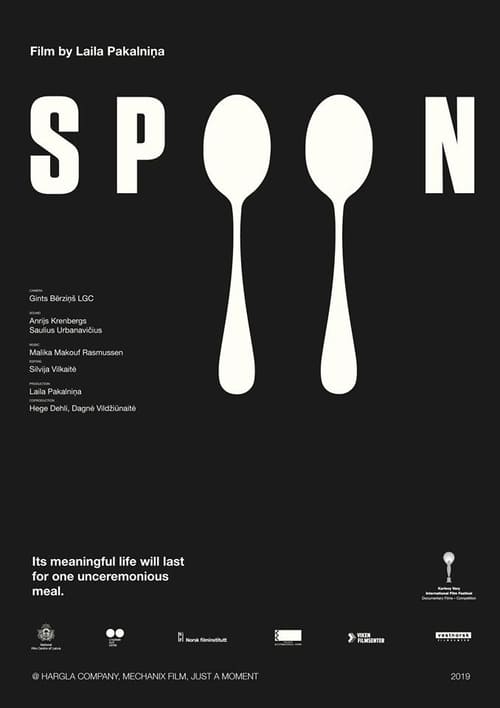 Film by Laila Pakalniņa
SPOON
CAMERA
Gints Bērziņš LGC
SOUND
Anrijs Krenbergs
Saulius Urbanavičius
MUSIC
Malika Makouf Rasmussen
EDITING
Silvija Vilkaitė
PRODUCTION
Laila Pakalniņa
COPRODUCTION
Hege Dehli, Dagnė Vildžiūnaitė
Its meaningful life will last
for one unceremonious
meal.
Karlovy Vary
International Film Festival
Documentary Films – Competition
National
Film Centre of Latvia
Norsk filminstitutt
VIKEN
FILMSENTER
vestnorsk
FILMSENTER
@ HARGLA COMPANY, MECHANIX FILM, JUST A MOMENT
2019